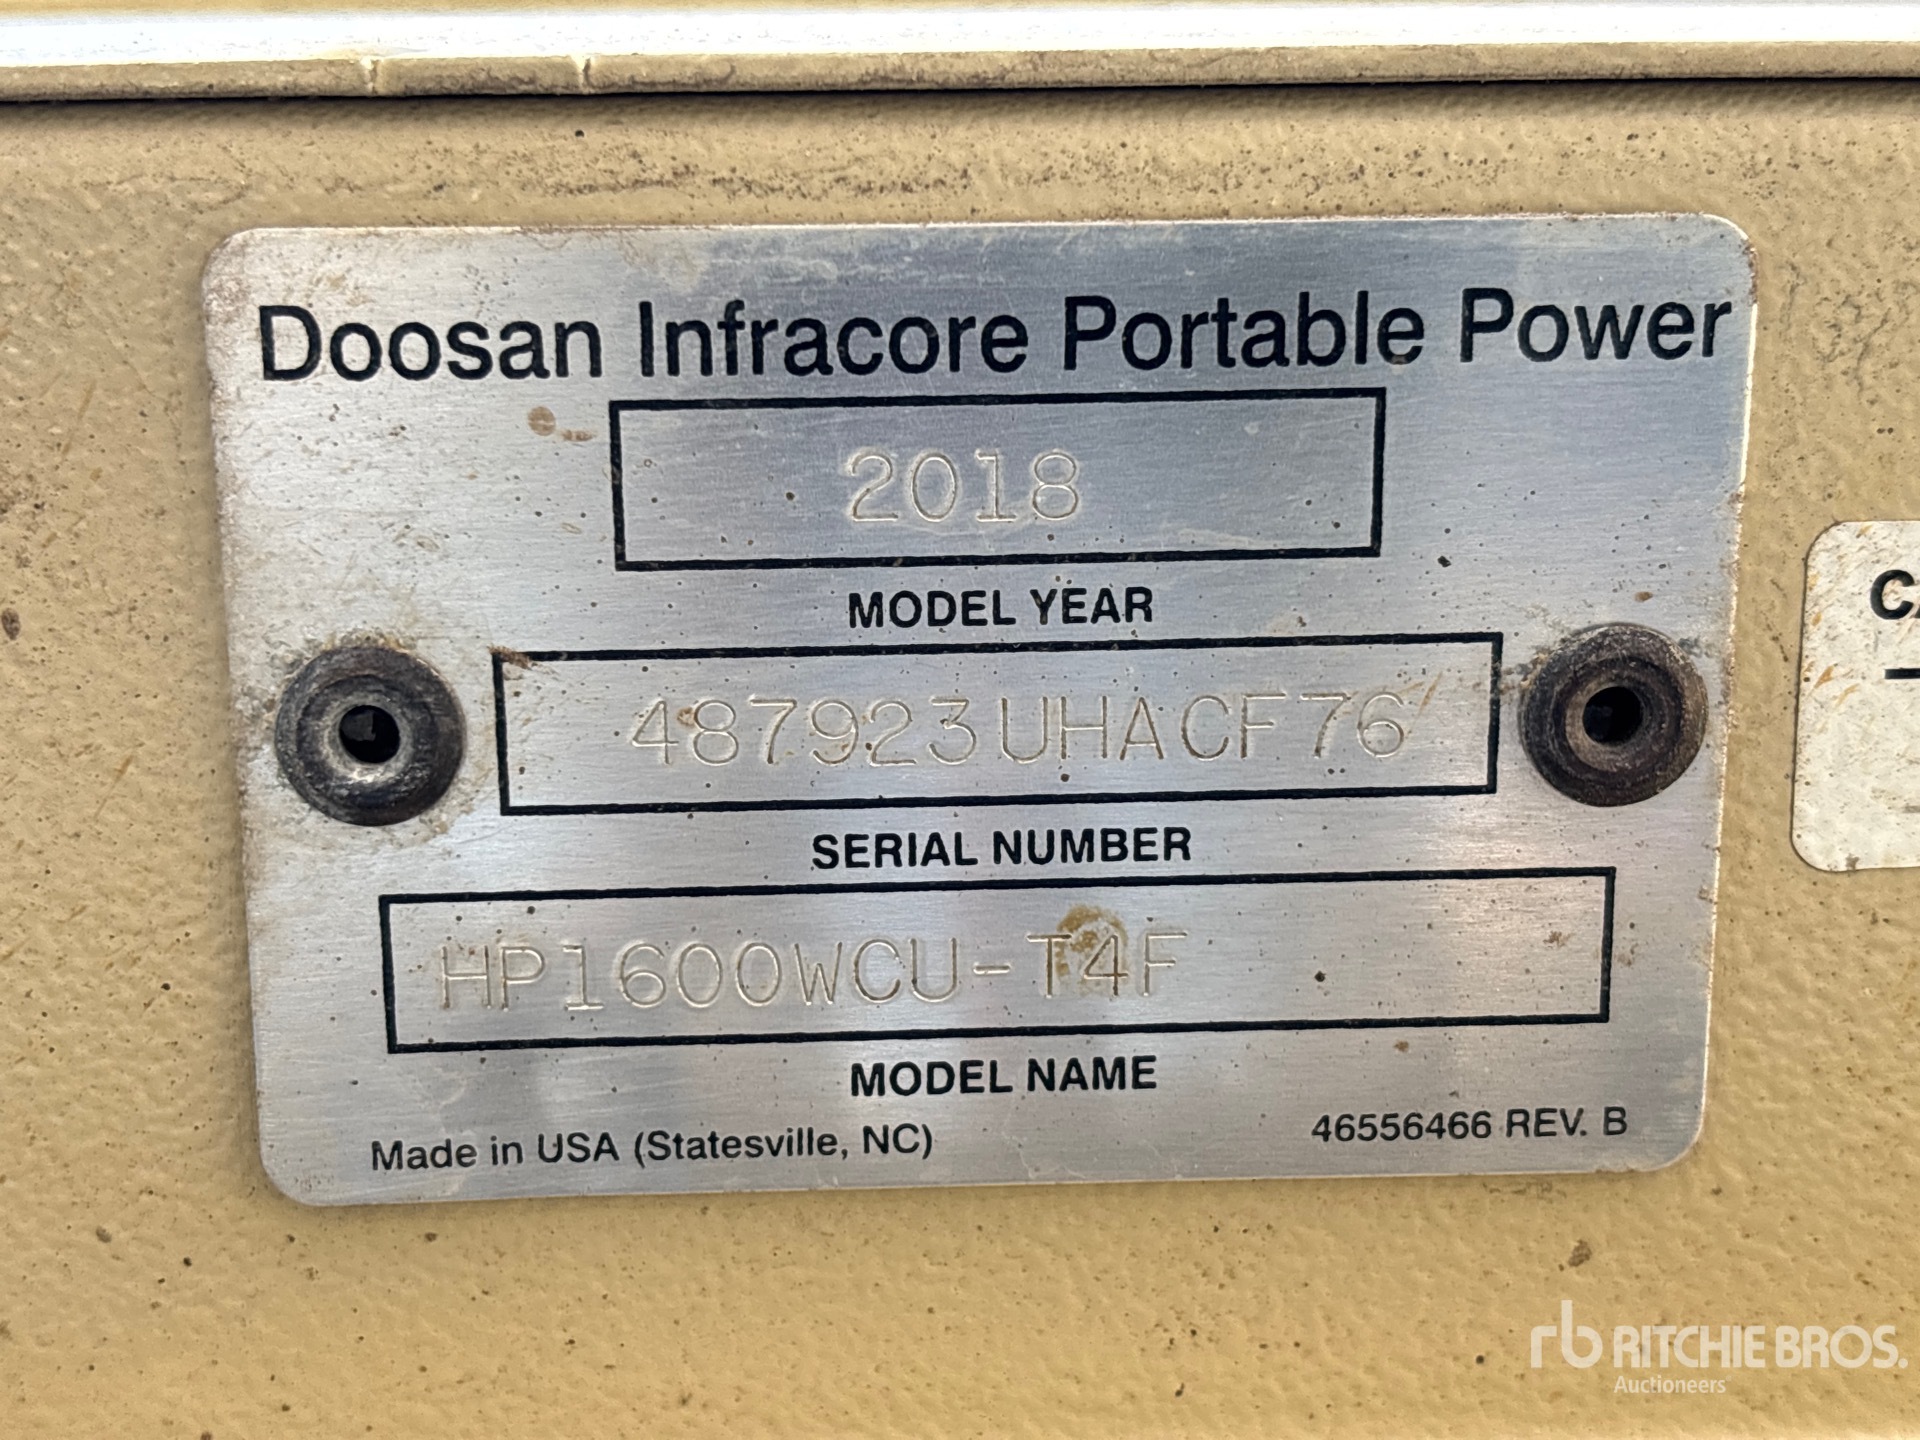 Doosan Infracore Portable Power
2018
MODEL YEAR
487923UHACF76
SERIAL NUMBER
HP1600WCU-T4F
MODEL NAME
Made in USA (Statesville, NC)
46556466 REV. B
rb RITCHIE BROS.
Auctioneers